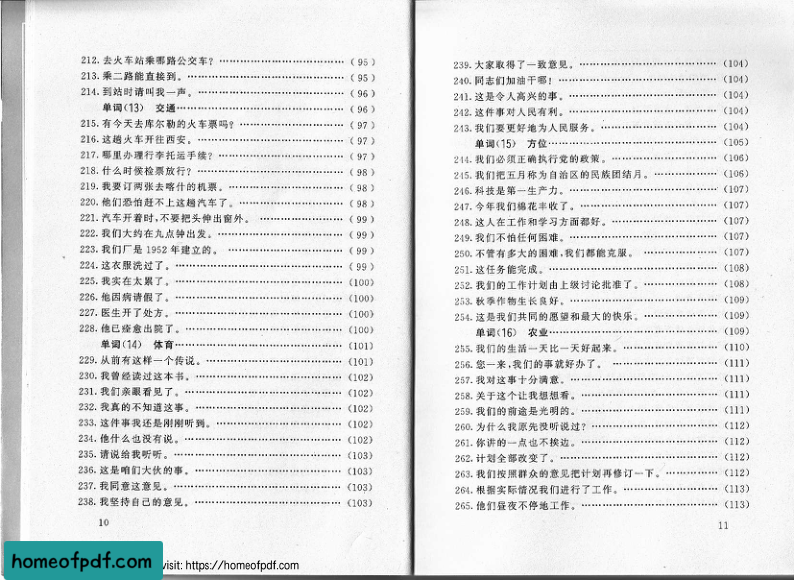 212. 去火车站乘哪路公交车? …………………… ( 95 )
213. 乘二路能直接到。 …………………… ( 95 )
214. 到站时请叫我一声。 …………………… ( 96 )
单词(13) 交通 …………………… ( 96 )
215. 有今天去库尔勒的火车票吗? …………………… ( 97 )
216. 这趟火车开往西安。 …………………… ( 97 )
217. 哪里办理行李托运手续? …………………… ( 97 )
218. 什么时侯检票放行? …………………… ( 98 )
219. 我要订两张去喀什的机票。 …………………… ( 98 )
220. 他们恐怕赶不上这趟汽车了。 …………………… ( 98 )
221. 汽车开着时,不要把头伸出窗外。 …………………… ( 99 )
222. 我们大约在九点钟出发。 …………………… ( 99 )
223. 我们厂是 1952 年建立的。 …………………… ( 99 )
224. 这衣服洗过了。 …………………… ( 99 )
225. 我实在太累了。 …………………… (100)
226. 他因病请假了。 …………………… (100)
227. 医生开了处方。 …………………… (100)
228. 他已痊愈出院了。 …………………… (100)
单词(14) 体育 …………………… (101)
229. 从前有这样一个传说。 …………………… (101)
230. 我曾经读过这本书。 …………………… (102)
231. 我们亲眼看见了。 …………………… (102)
232. 我真的不知道这事。 …………………… (102)
233. 这件事我还是刚刚听到。 …………………… (102)
234. 他什么也没有说。 …………………… (102)
235. 请说给我听听。 …………………… (103)
236. 这是咱们大伙的事。 …………………… (103)
237. 我同意这意见。 …………………… (103)
238. 我坚持自己的意见。 …………………… (103)
10
239. 大家取得了一致意见。 …………………… (104)
240. 同志们加油干哪! …………………… (104)
241. 这是令人高兴的事。 …………………… (104)
242. 这件事对人民有利。 …………………… (104)
243. 我们要更好地为人民服务。 …………………… (104)
单词(15) 方位 …………………… (105)
244. 我们必须正确执行党的政策。 …………………… (106)
245. 我们把五月称为自治区的民族团结月。 …………………… (106)
246. 科技是第一生产力。 …………………… (107)
247. 今年我们棉花丰收了。 …………………… (107)
248. 这人在工作和学习方面都好。 …………………… (107)
249. 我们不怕任何困难。 …………………… (107)
250. 不管有多大的困难,我们都能克服。 …………………… (107)
251. 这任务能完成。 …………………… (108)
252. 我们的工作计划由上级讨论批准了。 …………………… (108)
253. 秋季作物生长良好。 …………………… (109)
254. 这是我们共同的愿望和最大的快乐。 …………………… (109)
单词(16) 农业 …………………… (109)
255. 我们的生活一天比一天好起来。 …………………… (110)
256. 您一来,我们的事就好办了。 …………………… (111)
257. 我对这事十分满意。 …………………… (111)
258. 关于这个让我想想看。 …………………… (111)
259. 我们的前途是光明的。 …………………… (111)
260. 为什么我原先没听说过? …………………… (112)
261. 你讲的一点也不挨边。 …………………… (112)
262. 计划全部改变了。 …………………… (112)
263. 我们按照群众的意见把计划再修订一下。 …………………… (112)
264. 根据实际情况我们进行了工作。 …………………… (113)
265. 他们昼夜不停地工作。 …………………… (113)
11
homeofpdf.com
visit: https://homeofpdf.com